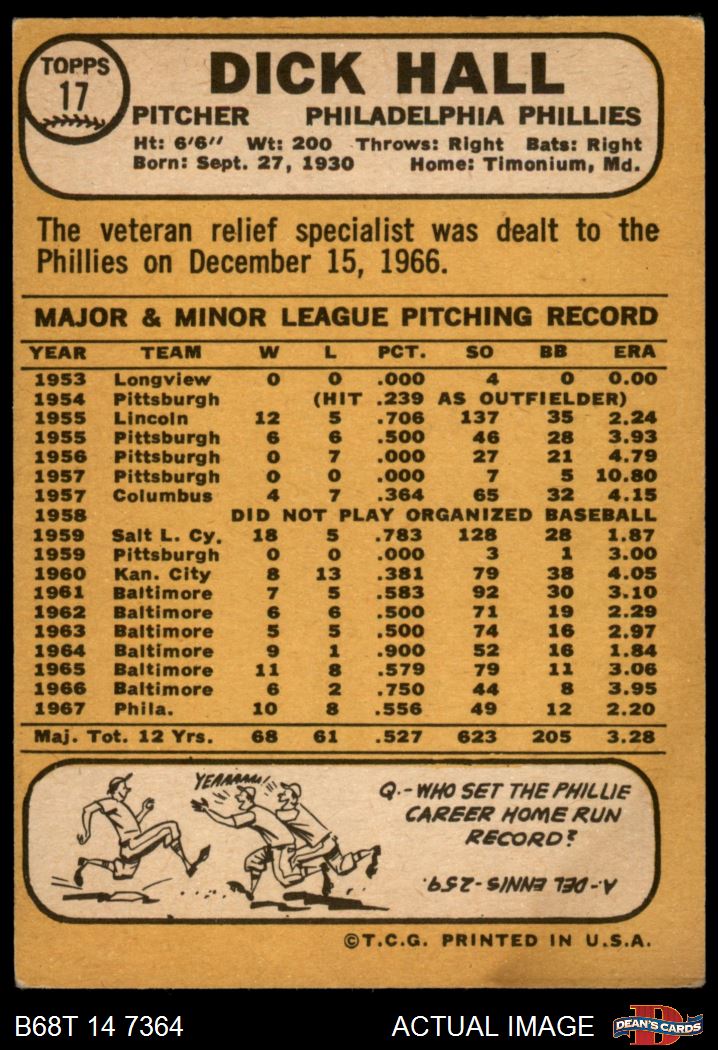 TOPPS
17
DICK HALL
PITCHER PHILADELPHIA PHILLIES
Ht: 6'6" Wt: 200 Throws: Right Bats: Right
Born: Sept. 27, 1930 Home: Timonium, Md.
The veteran relief specialist was dealt to the
Phillies on December 15, 1966.
MAJOR & MINOR LEAGUE PITCHING RECORD
YEAR TEAM W L PCT. SO BB ERA
1953 Longview 0 0 .000 4 0 0.00
1954 Pittsburgh (HIT .239 AS OUTFIELDER)
1955 Lincoln 12 5 .706 137 35 2.24
1955 Pittsburgh 6 6 .500 46 28 3.93
1956 Pittsburgh 0 7 .000 27 21 4.79
1957 Pittsburgh 0 0 .000 7 5 10.80
1957 Columbus 4 7 .364 65 32 4.15
1958 DID NOT PLAY ORGANIZED BASEBALL
1959 Salt L. Cy. 18 5 .783 128 28 1.87
1959 Pittsburgh 0 0 .000 3 1 3.00
1960 Kan. City 8 13 .381 79 38 4.05
1961 Baltimore 7 5 .583 92 30 3.10
1962 Baltimore 6 6 .500 71 19 2.29
1963 Baltimore 5 5 .500 74 16 2.97
1964 Baltimore 9 1 .900 52 16 1.84
1965 Baltimore 11 8 .579 79 11 3.06
1966 Baltimore 6 2 .750 44 8 3.95
1967 Phila. 10 8 .556 49 12 2.20
Maj. Tot. 12 Yrs. 68 61 .527 623 205 3.28
YEAAAAAA!
Q.-WHO SET THE PHILLIE
CAREER HOME RUN
RECORD?
A.-DEL ENNIS-259.
©T.C.G. PRINTED IN U.S.A.
B68T 14 7364 ACTUAL IMAGE DEAN'S CARDS